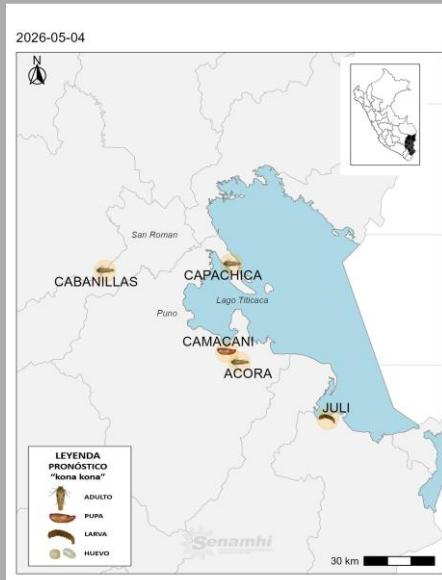 2026-05-04
N
San Roman
CABANILLAS
CAPACHICA
Lago Titicaca
Puno
CAMACANI
ACORA
JULI
LEYENDA
PRONÓSTICO
"kona kona"
ADULTO
PUPA
LARVA
HUEVO
Senamhi
30 km